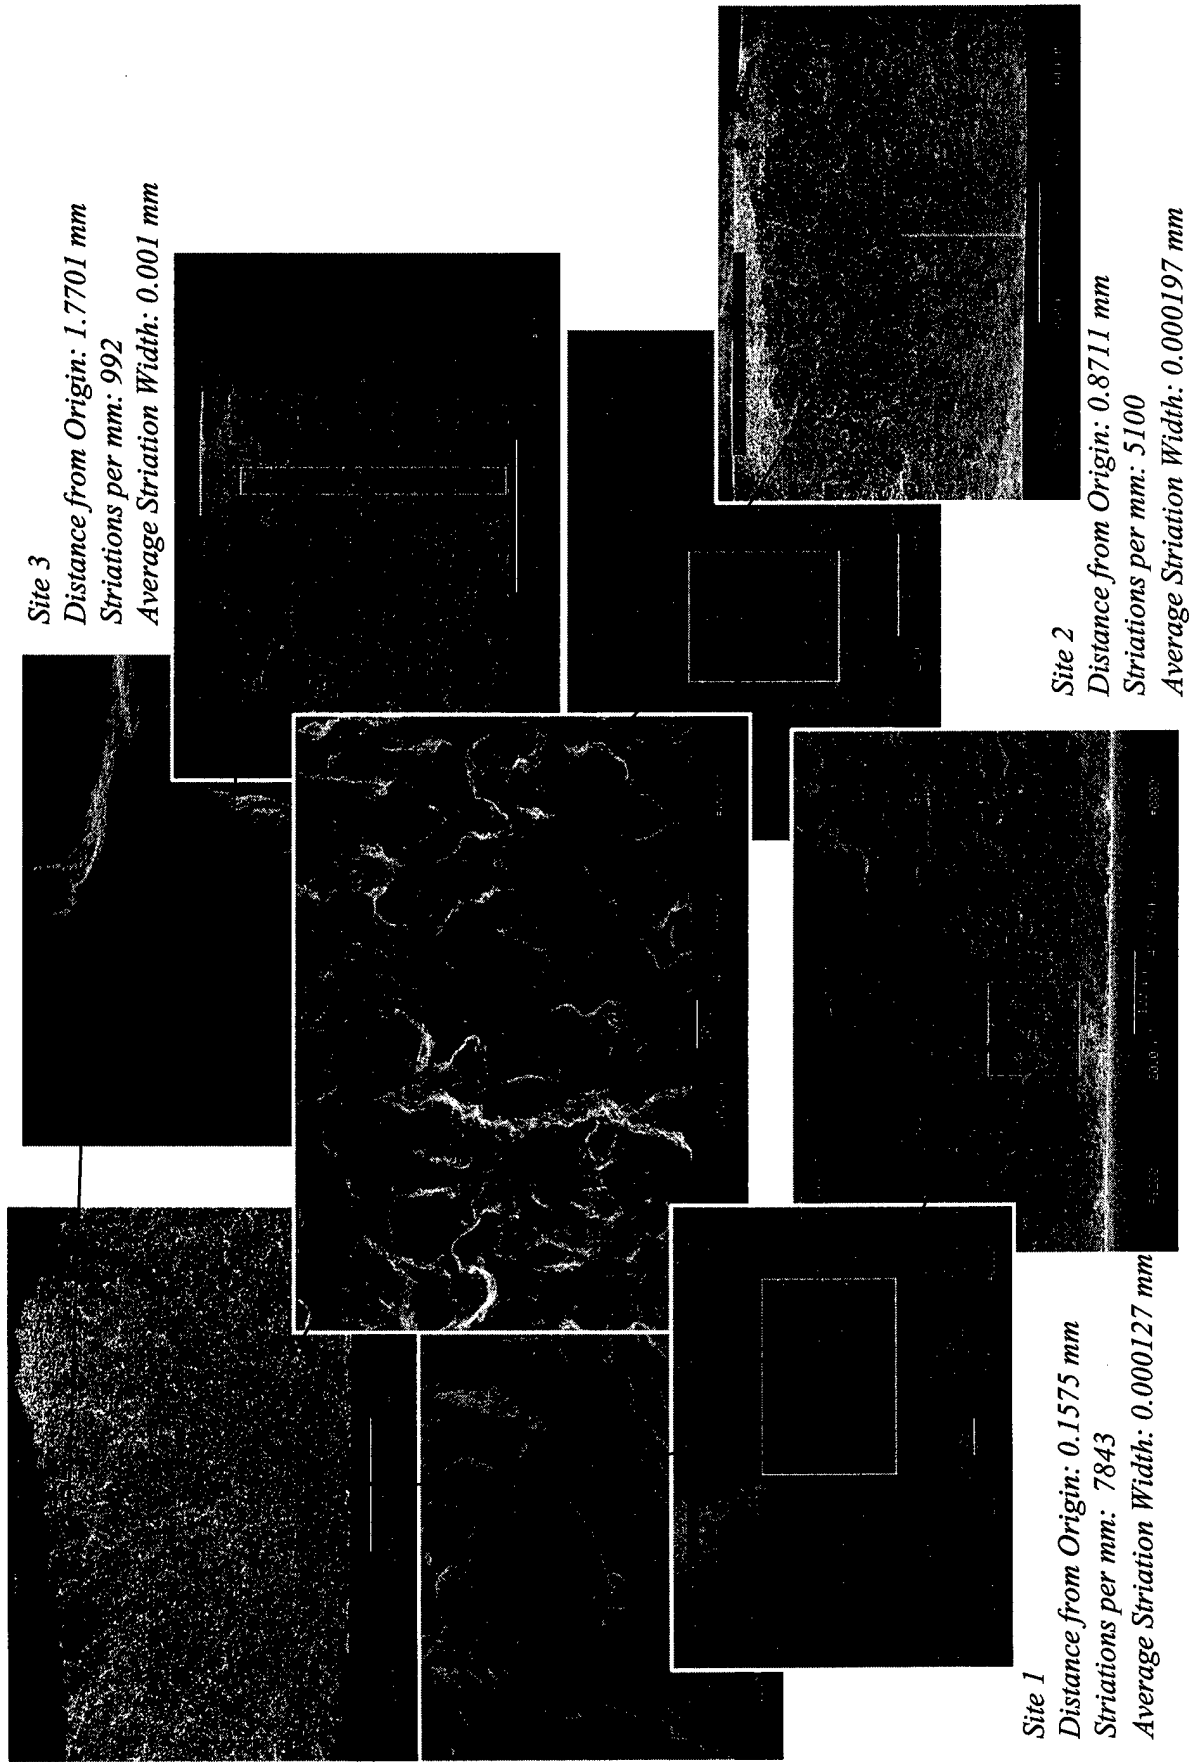 Site 1
Distance from Origin: 0.1575 mm
Striations per mm: 7843
Average Striation Width: 0.000127 mm
Site 2
Distance from Origin: 0.8711 mm
Striations per mm: 5100
Average Striation Width: 0.000197 mm
Site 3
Distance from Origin: 1.7701 mm
Striations per mm: 992
Average Striation Width: 0.001 mm